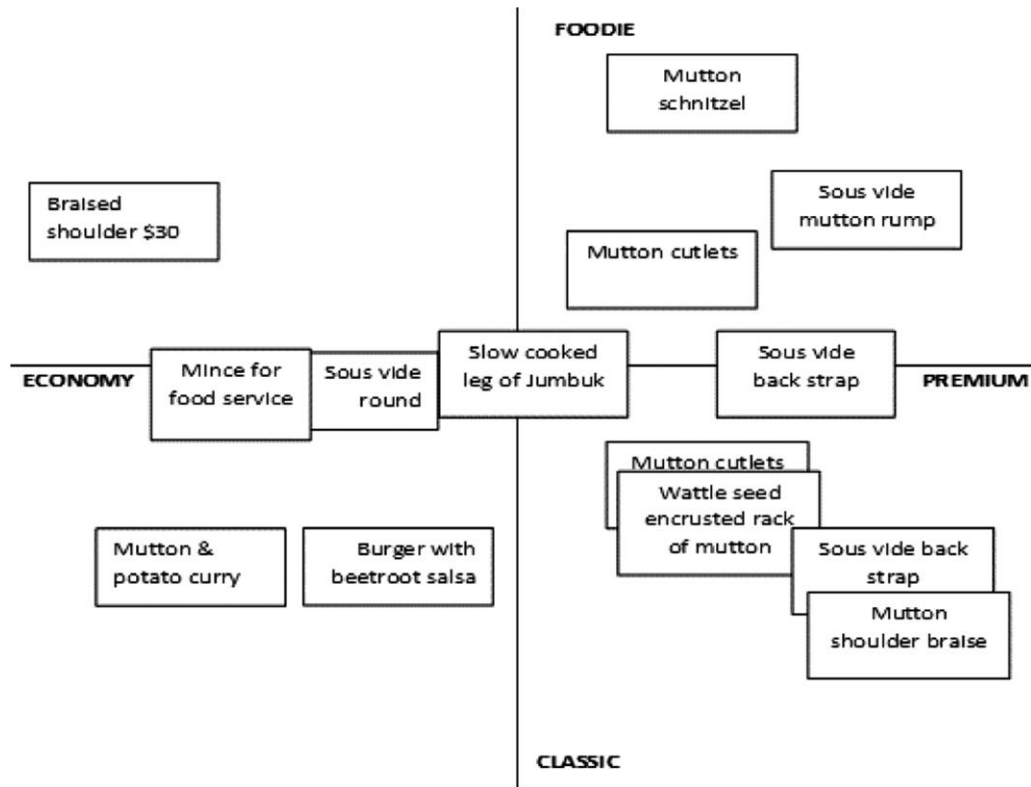 FOODIE
Mutton
schnitzel
Braised
shoulder $30
Sous vide
mutton rump
Mutton cutlets
Slow cooked
leg of Jumbuk
Sous vide
back strap
Mince for
food service
Sous vide
round
ECONOMY
PREMIUM
Mutton cutlets
Wattle seed
encrusted rack
of mutton
Mutton &
potato curry
Burger with
beetroot salsa
Sous vide back
strap
Mutton
shoulder braise
CLASSIC